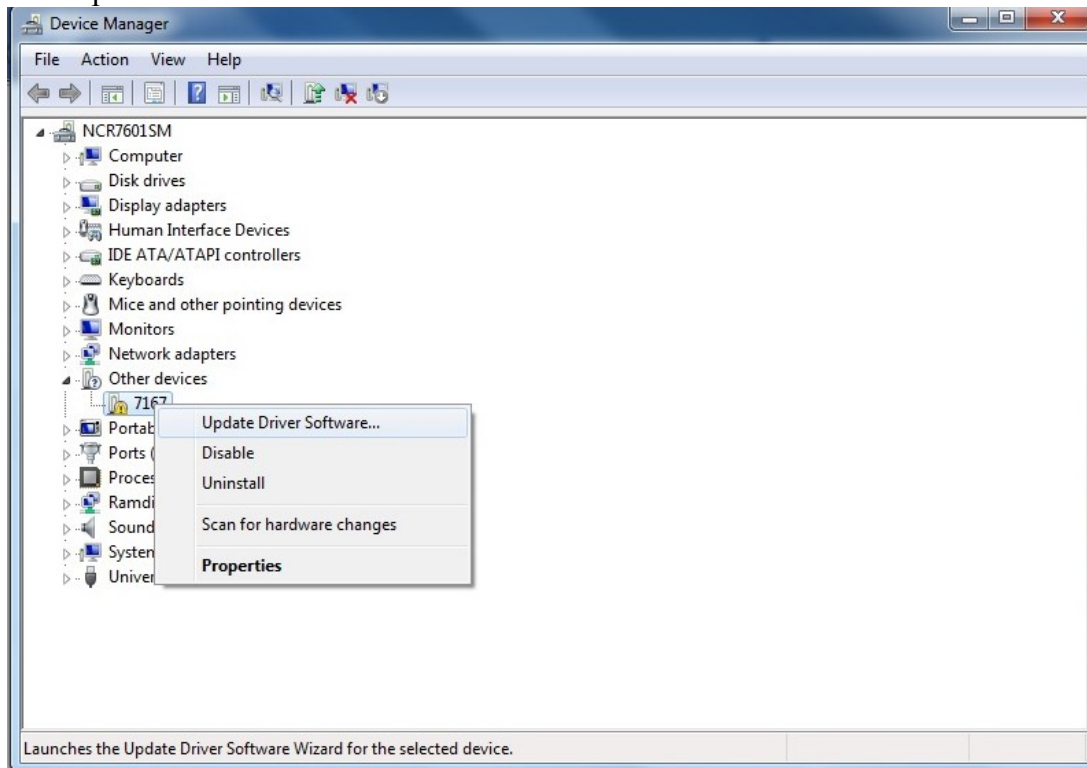 Device Manager
File Action View Help
NCR7601SM
Computer
Disk drives
Display adapters
Human Interface Devices
IDE ATA/ATAPI controllers
Keyboards
Mice and other pointing devices
Monitors
Network adapters
Other devices
7167
Update Driver Software...
Portab
Ports (
Disable
Proces
Uninstall
Ramdi
Sound
Scan for hardware changes
System
Properties
Univer
Launches the Update Driver Software Wizard for the selected device.